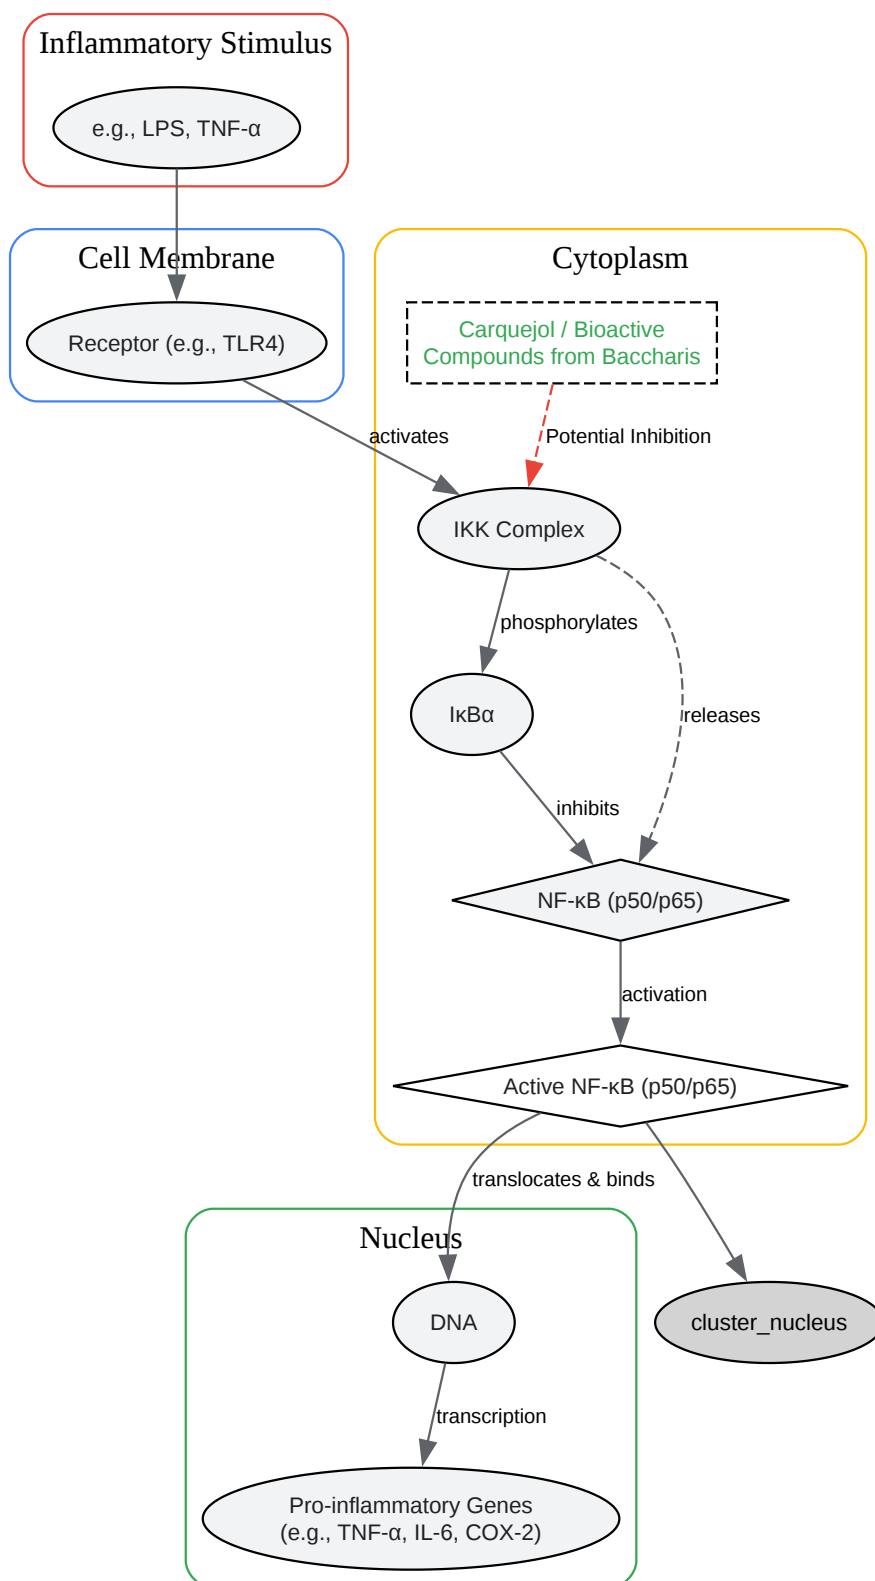 Inflammatory Stimulus
e.g., LPS, TNF-α
Cell Membrane
Receptor (e.g., TLR4)
Cytoplasm
Carquejol / Bioactive
Compounds from Baccharis
activates
Potential Inhibition
IKK Complex
phosphorylates
IκBα
releases
inhibits
NF-κB (p50/p65)
activation
Active NF-κB (p50/p65)
translocates & binds
Nucleus
DNA
cluster_nucleus
transcription
Pro-inflammatory Genes
(e.g., TNF-α, IL-6, COX-2)